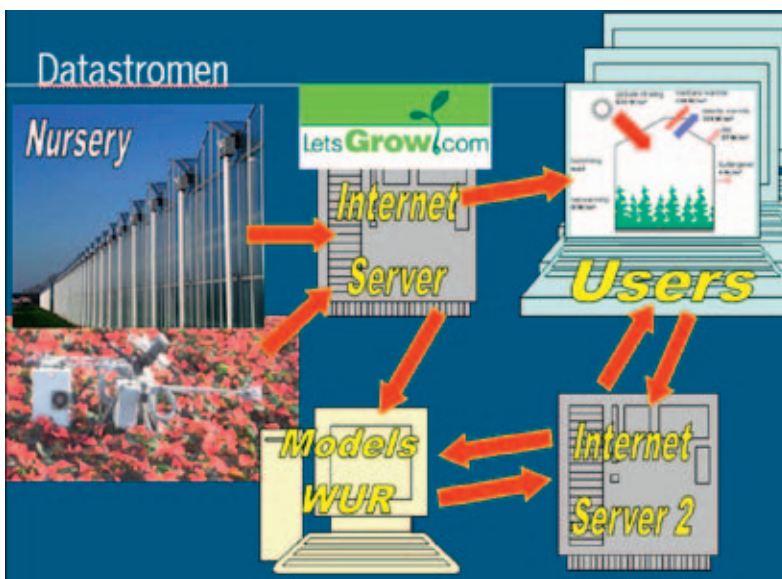 Datastromen
Nursery
LetsGrow.com
Internet
Server
Users
Models
WUR
Internet
Server 2